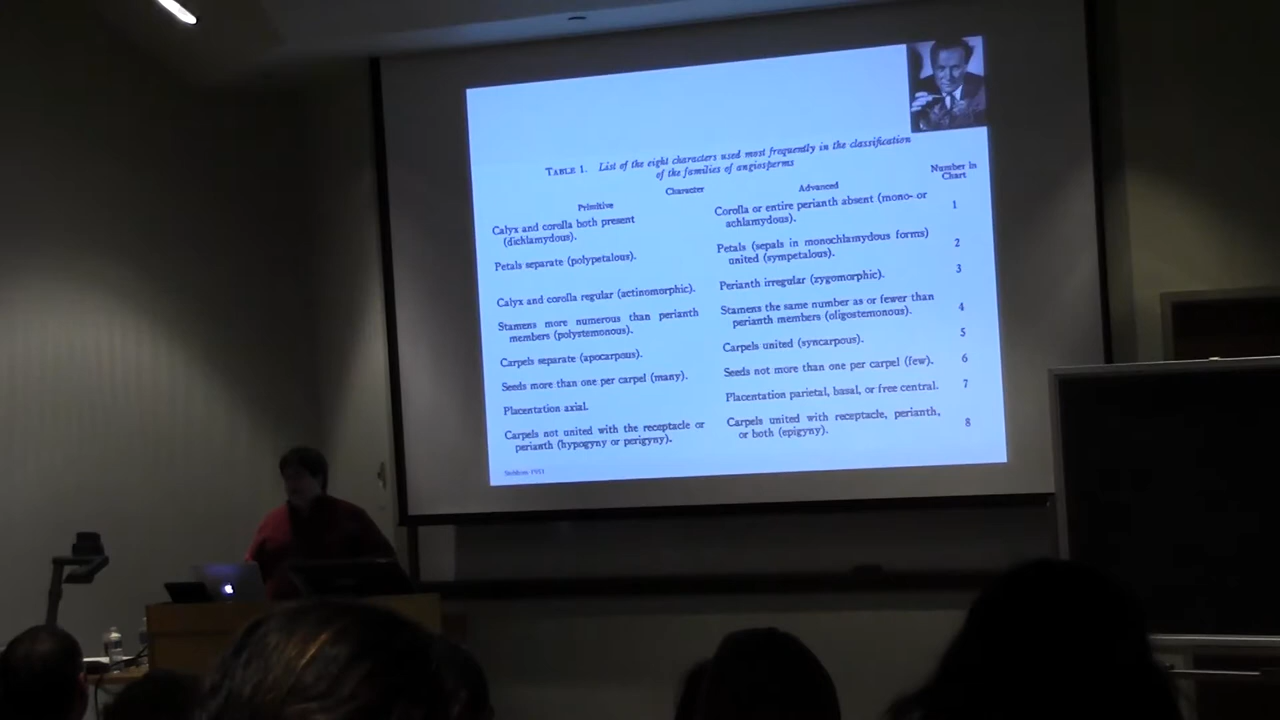 TABLE 1. List of the eight characters used most frequently in the classification
of the families of angiosperms
Character
Number in
Chart
Primitive
Advanced
Calyx and corolla both present
(dichlamydous).
Corolla or entire perianth absent (mono- or
achlamydous).
1
Petals separate (polypetalous).
Petals (sepals in monochlamydous forms)
united (sympetalous).
2
Calyx and corolla regular (actinomorphic).
Perianth irregular (zygomorphic).
3
Stamens more numerous than perianth
members (polystemonous).
Stamens the same number as or fewer than
perianth members (oligostemonous).
4
Carpels separate (apocarpous).
Carpels united (syncarpous).
5
Seeds more than one per carpel (many).
Seeds not more than one per carpel (few).
6
Placentation axial.
Placentation parietal, basal, or free central.
7
Carpels not united with the receptacle or
perianth (hypogyny or perigyny).
Carpels united with receptacle, perianth,
or both (epigyny).
8
Stebbins 1951